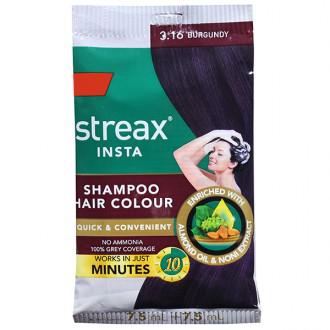 3.16 BURGUNDY
streax®
INSTA
SHAMPOO
HAIR COLOUR
QUICK & CONVENIENT
NO AMMONIA
100% GREY COVERAGE
WORKS IN JUST
MINUTES 10
ENRICHED WITH
ALMOND OIL & NONI EXTRACT
7.5 mL + 7.5 mL